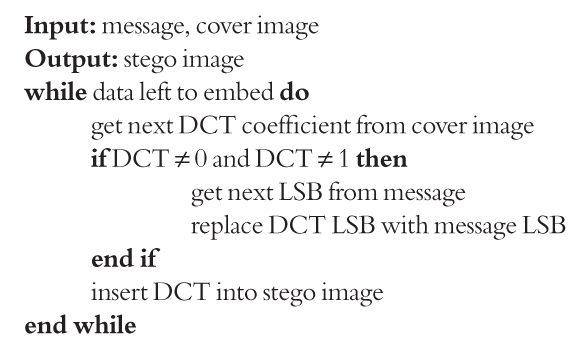 Input: message, cover image
Output: stego image
while data left to embed do
get next DCT coefficient from cover image
if DCT ≠ 0 and DCT ≠ 1 then
get next LSB from message
replace DCT LSB with message LSB
end if
insert DCT into stego image
end while